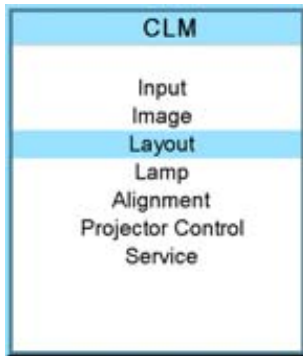 CLM
Input
Image
Layout
Lamp
Alignment
Projector Control
Service